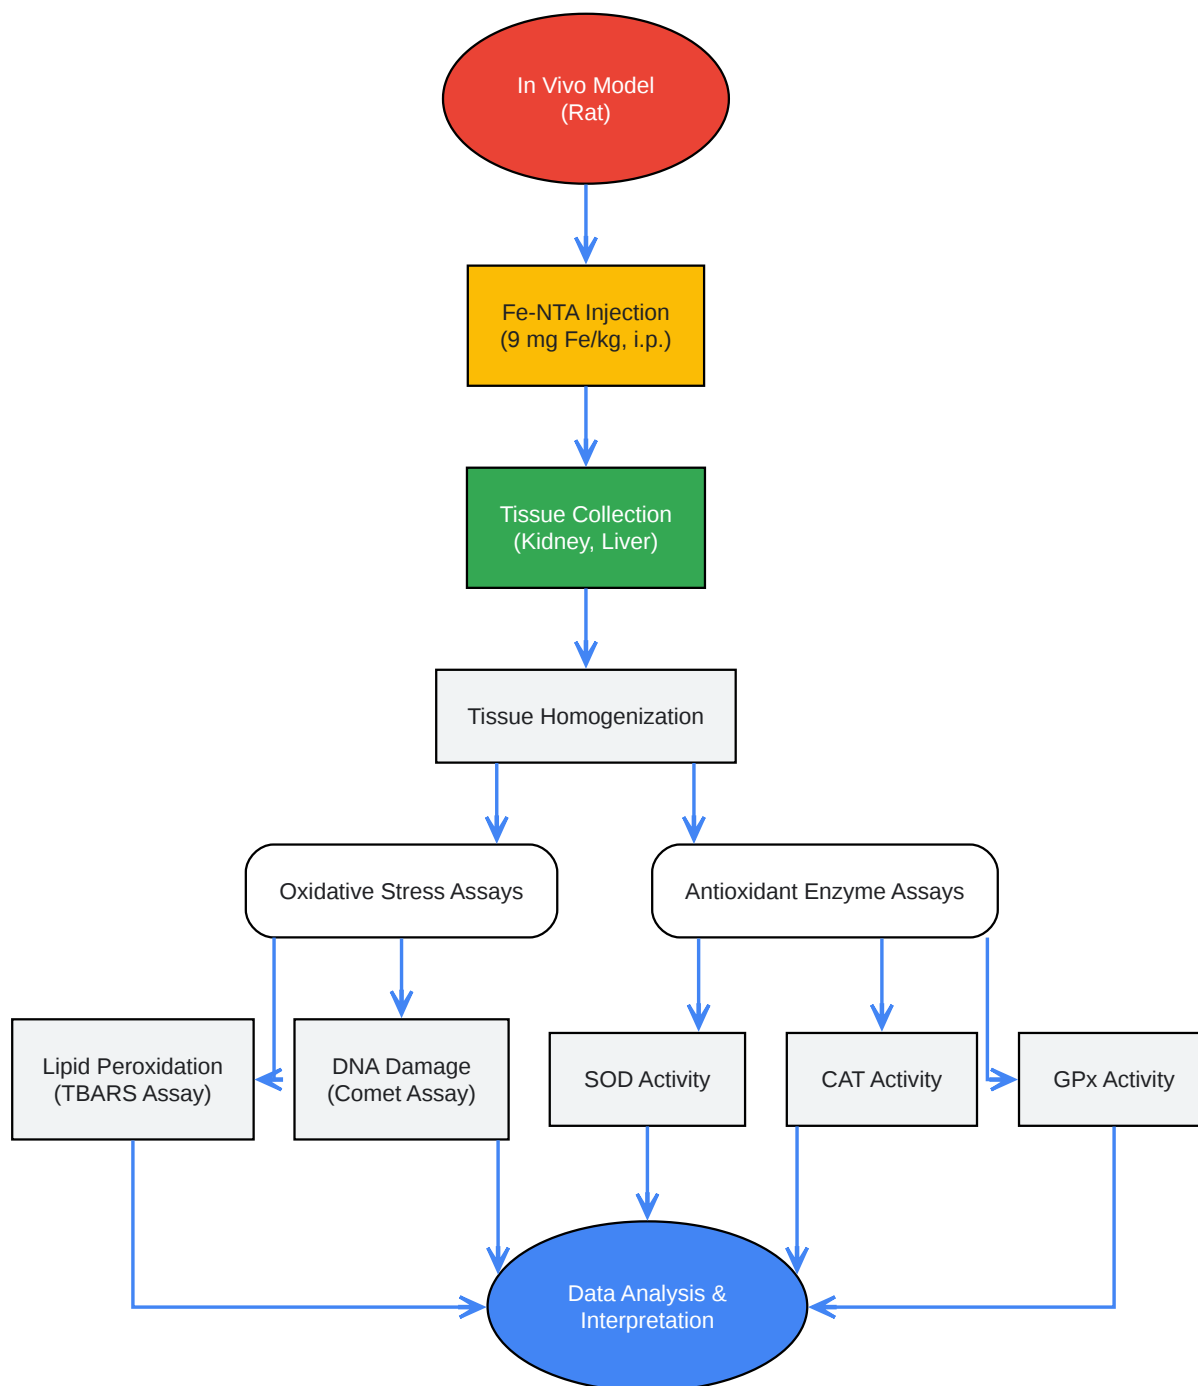 In Vivo Model
(Rat)
Fe-NTA Injection
(9 mg Fe/kg, i.p.)
Tissue Collection
(Kidney, Liver)
Tissue Homogenization
Oxidative Stress Assays
Antioxidant Enzyme Assays
Lipid Peroxidation
(TBARS Assay)
DNA Damage
(Comet Assay)
SOD Activity
CAT Activity
GPx Activity
Data Analysis &
Interpretation